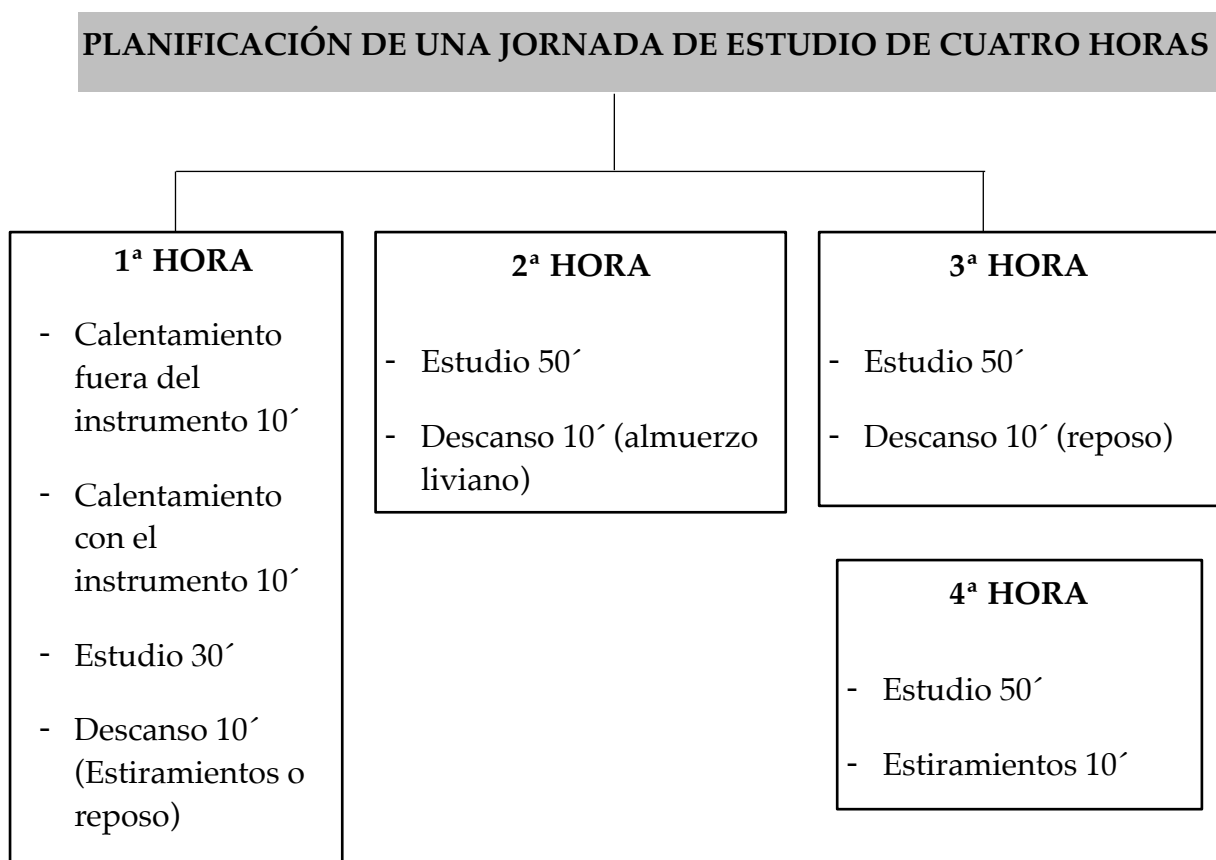 PLANIFICACIÓN DE UNA JORNADA DE ESTUDIO DE CUATRO HORAS
1ª HORA
- Calentamiento
fuera del
instrumento 10´
- Calentamiento
con el
instrumento 10´
- Estudio 30´
- Descanso 10´
(Estiramientos o
reposo)
2ª HORA
- Estudio 50´
- Descanso 10´ (almuerzo
liviano)
3ª HORA
- Estudio 50´
- Descanso 10´ (reposo)
4ª HORA
- Estudio 50´
- Estiramientos 10´